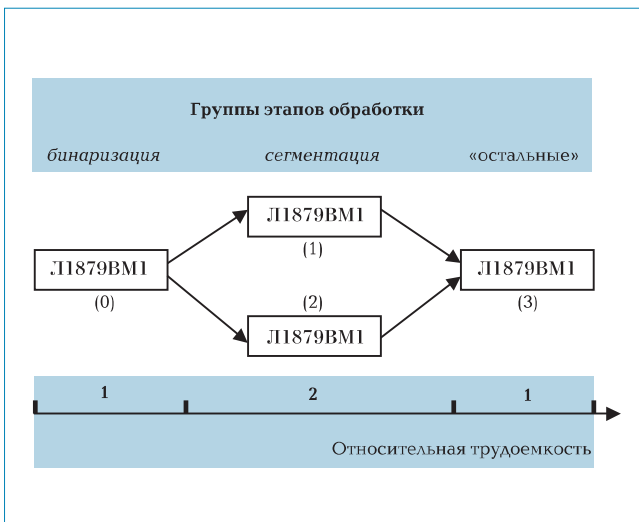 Группы этапов обработки
бинаризация сегментация «остальные»
Л1879ВМ1
(1)
Л1879ВМ1
(0)
Л1879ВМ1
(3)
(2)
Л1879ВМ1
1 2 1
Относительная трудоемкость